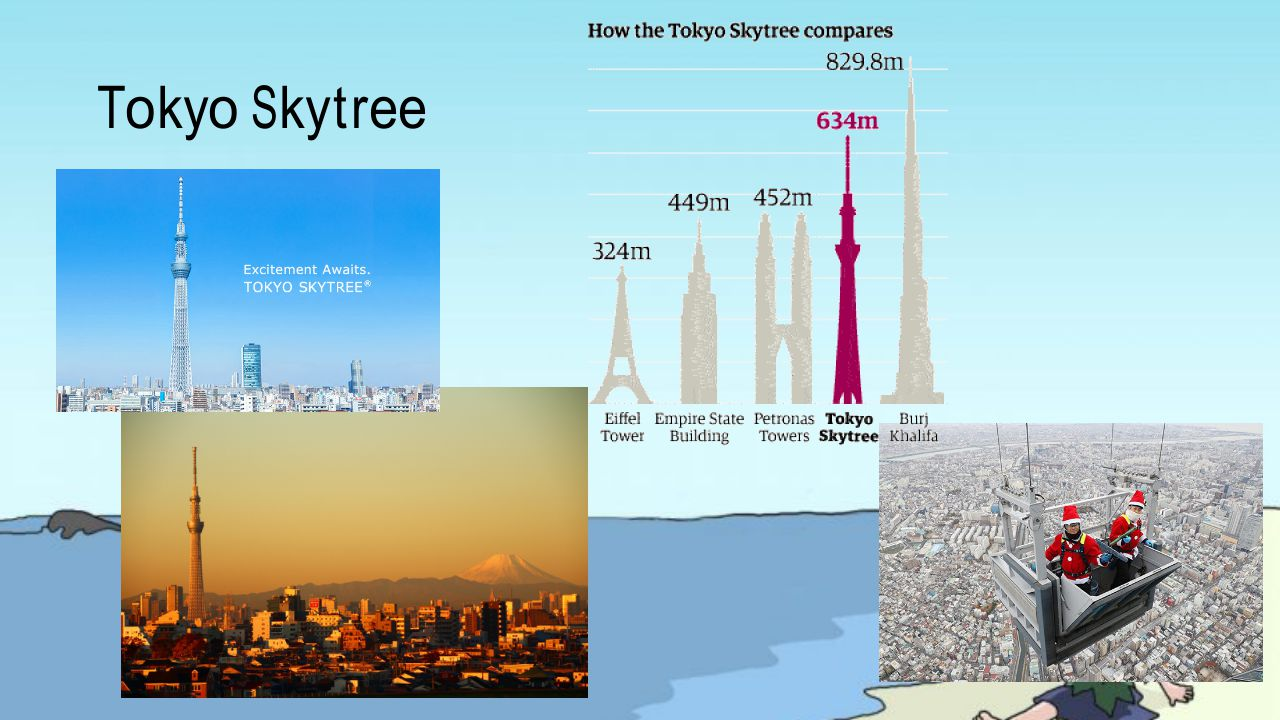 Tokyo Skytree
Excitement Awaits.
TOKYO SKYTREE®
How the Tokyo Skytree compares
829.8m
634m
449m
452m
324m
Eiffel
Tower
Empire State
Building
Petronas
Towers
Tokyo
Skytree
Burj
Khalifa